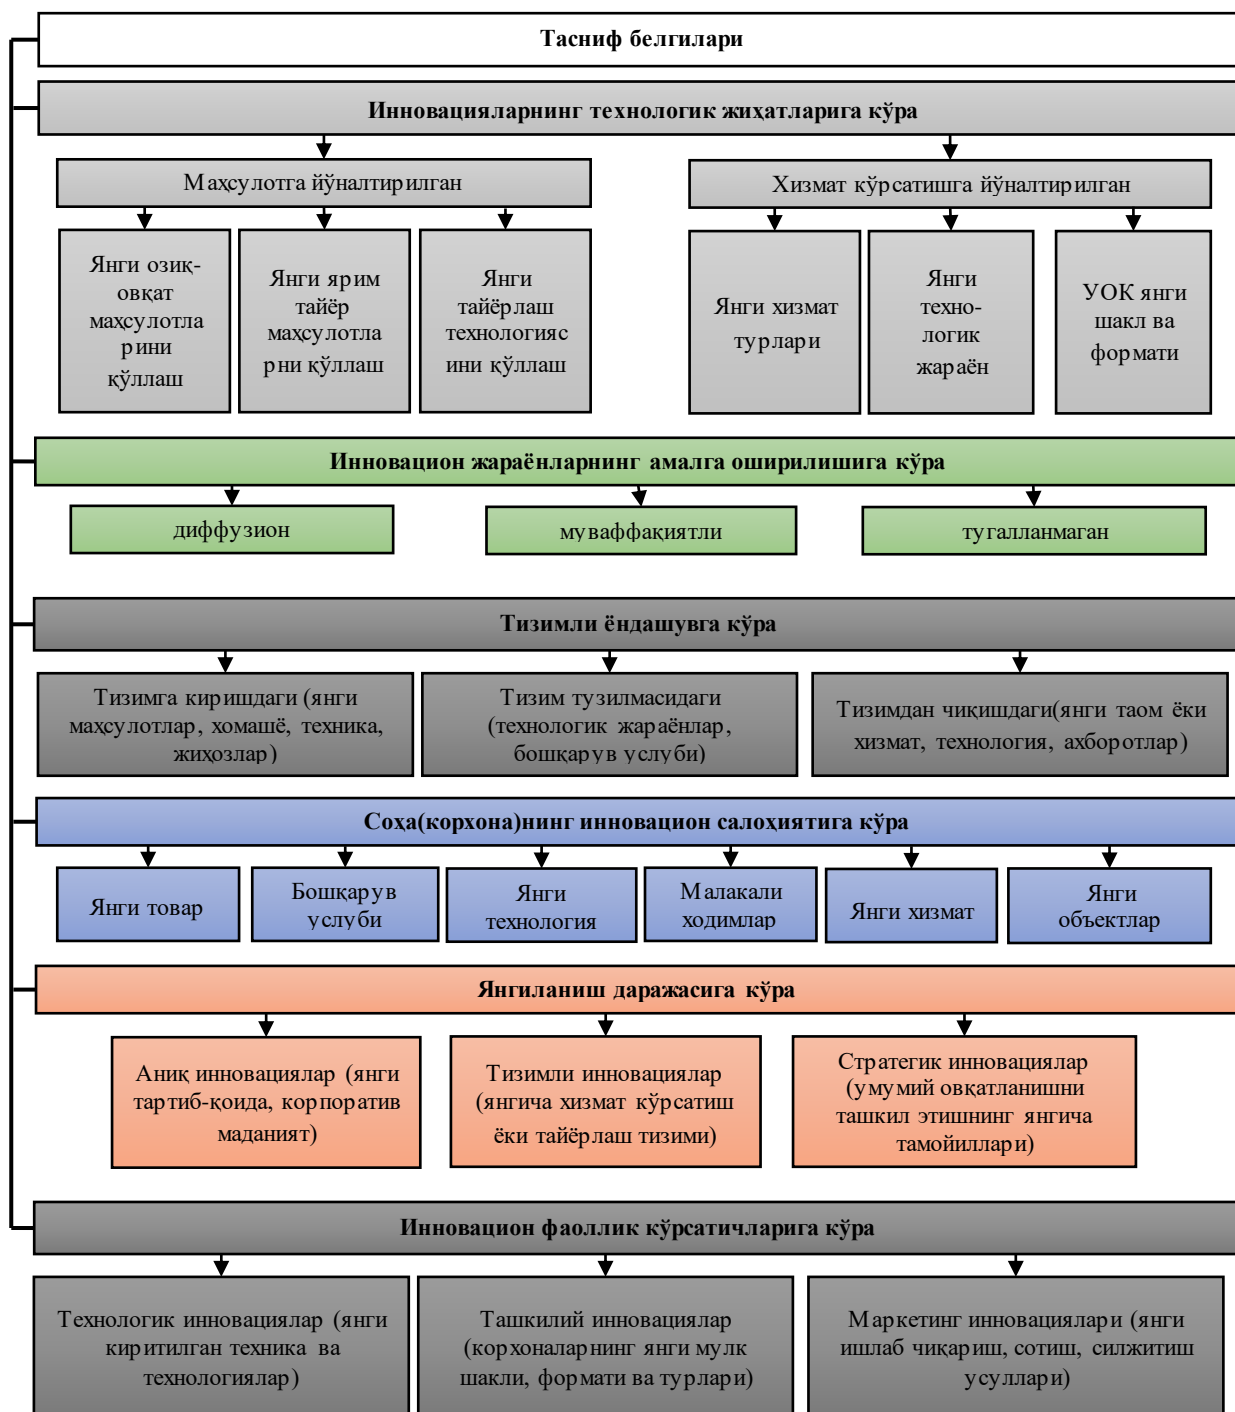 Тасниф белгилари
Инновацияларнинг технологик жиҳатларига кўра
Маҳсулотга йўналтирилган
Хизмат кўрсатишга йўналтирилган
Янги озиқ-
овқат
маҳсулотла
рини
қўллаш
Янги ярим
тайёр
маҳсулотла
рни қўллаш
Янги
тайёрлаш
технологияс
ини қўллаш
Янги хизмат
турлари
Янги
техно-
логик
жараён
УОК янги
шакл ва
формати
Инновацион жараёнларнинг амалга оширилишига кўра
диффузион
муваффақиятли
тугалланмаган
Тизимли ёндашувга кўра
Тизимга киришдаги (янги
маҳсулотлар, хомашё, техника,
жиҳозлар)
Тизим тузилмасидаги
(технологик жараёнлар,
бошқарув услуби)
Тизимдан чиқишдаги(янги таом ёки
хизмат, технология, ахборотлар)
Соҳа(корхона)нинг инновацион салоҳиятига кўра
Янги товар
Бошқарув
услуби
Янги
технология
Малакали
ходимлар
Янги хизмат
Янги
объектлар
Янгиланиш даражасига кўра
Аниқ инновациялар (янги
тартиб-қоида, корпоратив
маданият)
Тизимли инновациялар
(янгича хизмат кўрсатиш
ёки тайёрлаш тизими)
Стратегик инновациялар
(умумий овқатланишни
ташкил этишнинг янгича
тамойиллари)
Инновацион фаоллик кўрсатичларига кўра
Технологик инновациялар (янги
киритилган техника ва
технологиялар)
Ташкилий инновациялар
(корхоналарнинг янги мулк
шакли, формати ва турлари)
Маркетинг инновациялари (янги
ишлаб чиқариш, сотиш, силжитиш
усуллари)